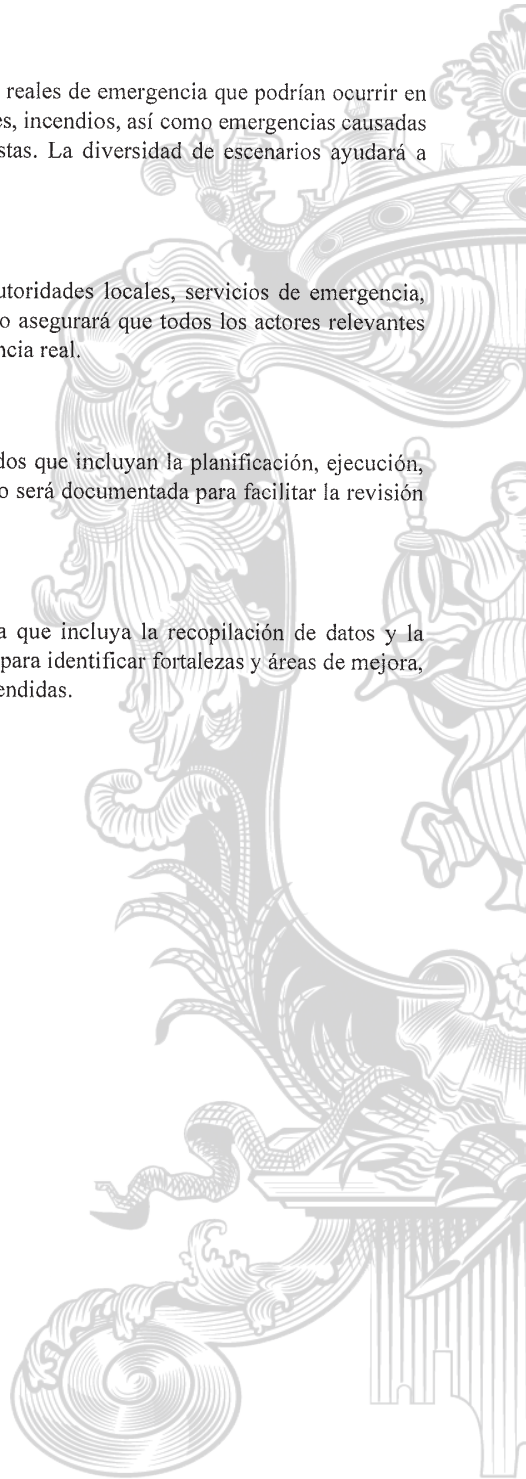 reales de emergencia que podrían ocurrir en
es, incendios, así como emergencias causadas
stas. La diversidad de escenarios ayudará a
utoridades locales, servicios de emergencia,
o asegurará que todos los actores relevantes
ncia real.
dos que incluyan la planificación, ejecución,
o será documentada para facilitar la revisión
a que incluya la recopilación de datos y la
para identificar fortalezas y áreas de mejora,
endidas.